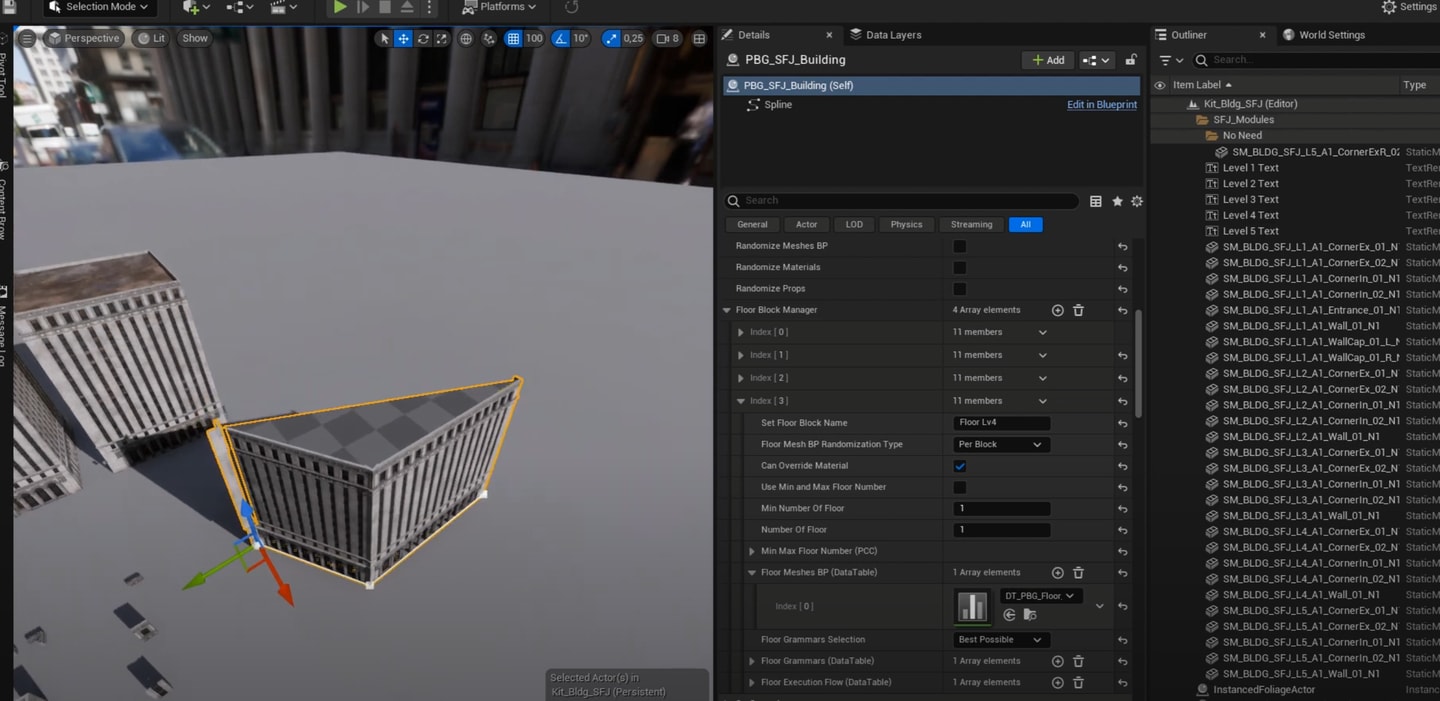 Selection Mode
Platforms
Settings
Perspective
Lit
Show
100
10°
0,25
8
Pivot Tool
Content Brow
Message Log
Selected Actor(s) in
Kit_Bldg_SFJ (Persistent)
Details
Data Layers
PBG_SFJ_Building
Add
PBG_SFJ_Building (Self)
Spline
Edit in Blueprint
Search
General
Actor
LOD
Physics
Streaming
All
Randomize Meshes BP
Randomize Materials
Randomize Props
Floor Block Manager
4 Array elements
Index [ 0 ]
11 members
Index [ 1 ]
11 members
Index [ 2 ]
11 members
Index [ 3 ]
11 members
Set Floor Block Name
Floor Lv4
Floor Mesh BP Randomization Type
Per Block
Can Override Material
Use Min and Max Floor Number
Min Number Of Floor
1
Number Of Floor
1
Min Max Floor Number (PCC)
Floor Meshes BP (DataTable)
1 Array elements
Index [ 0 ]
DT_PBG_Floor_
Floor Grammars Selection
Best Possible
Floor Grammars (DataTable)
1 Array elements
Floor Execution Flow (DataTable)
1 Array elements
Outliner
World Settings
Search...
Item Label
Type
Kit_Bldg_SFJ (Editor)
SFJ_Modules
No Need
SM_BLDG_SFJ_L5_A1_CornerExR_02 StaticM
Level 1 Text TextRe
Level 2 Text TextRe
Level 3 Text TextRe
Level 4 Text TextRe
Level 5 Text TextRe
SM_BLDG_SFJ_L1_A1_CornerEx_01_N1 StaticM
SM_BLDG_SFJ_L1_A1_CornerEx_02_N StaticM
SM_BLDG_SFJ_L1_A1_CornerIn_01_N1 StaticM
SM_BLDG_SFJ_L1_A1_CornerIn_02_N1 StaticM
SM_BLDG_SFJ_L1_A1_Entrance_01_N1 StaticM
SM_BLDG_SFJ_L1_A1_Wall_01_N1 StaticM
SM_BLDG_SFJ_L1_A1_WallCap_01_L_N StaticM
SM_BLDG_SFJ_L1_A1_WallCap_01_R_N StaticM
SM_BLDG_SFJ_L2_A1_CornerEx_01_N1 StaticM
SM_BLDG_SFJ_L2_A1_CornerEx_02_N StaticM
SM_BLDG_SFJ_L2_A1_CornerIn_01_N1 StaticM
SM_BLDG_SFJ_L2_A1_CornerIn_02_N1 StaticM
SM_BLDG_SFJ_L2_A1_Wall_01_N1 StaticM
SM_BLDG_SFJ_L3_A1_CornerEx_01_N1 StaticM
SM_BLDG_SFJ_L3_A1_CornerEx_02_N StaticM
SM_BLDG_SFJ_L3_A1_CornerIn_01_N1 StaticM
SM_BLDG_SFJ_L3_A1_CornerIn_02_N1 StaticM
SM_BLDG_SFJ_L3_A1_Wall_01_N1 StaticM
SM_BLDG_SFJ_L4_A1_CornerEx_01_N1 StaticM
SM_BLDG_SFJ_L4_A1_CornerEx_02_N StaticM
SM_BLDG_SFJ_L4_A1_CornerIn_01_N1 StaticM
SM_BLDG_SFJ_L4_A1_CornerIn_02_N1 StaticM
SM_BLDG_SFJ_L4_A1_Wall_01_N1 StaticM
SM_BLDG_SFJ_L5_A1_CornerEx_01_N1 StaticM
SM_BLDG_SFJ_L5_A1_CornerEx_02_N StaticM
SM_BLDG_SFJ_L5_A1_CornerIn_01_N1 StaticM
SM_BLDG_SFJ_L5_A1_CornerIn_02_N1 StaticM
SM_BLDG_SFJ_L5_A1_Wall_01_N1 StaticM
InstancedFoliageActor Instance